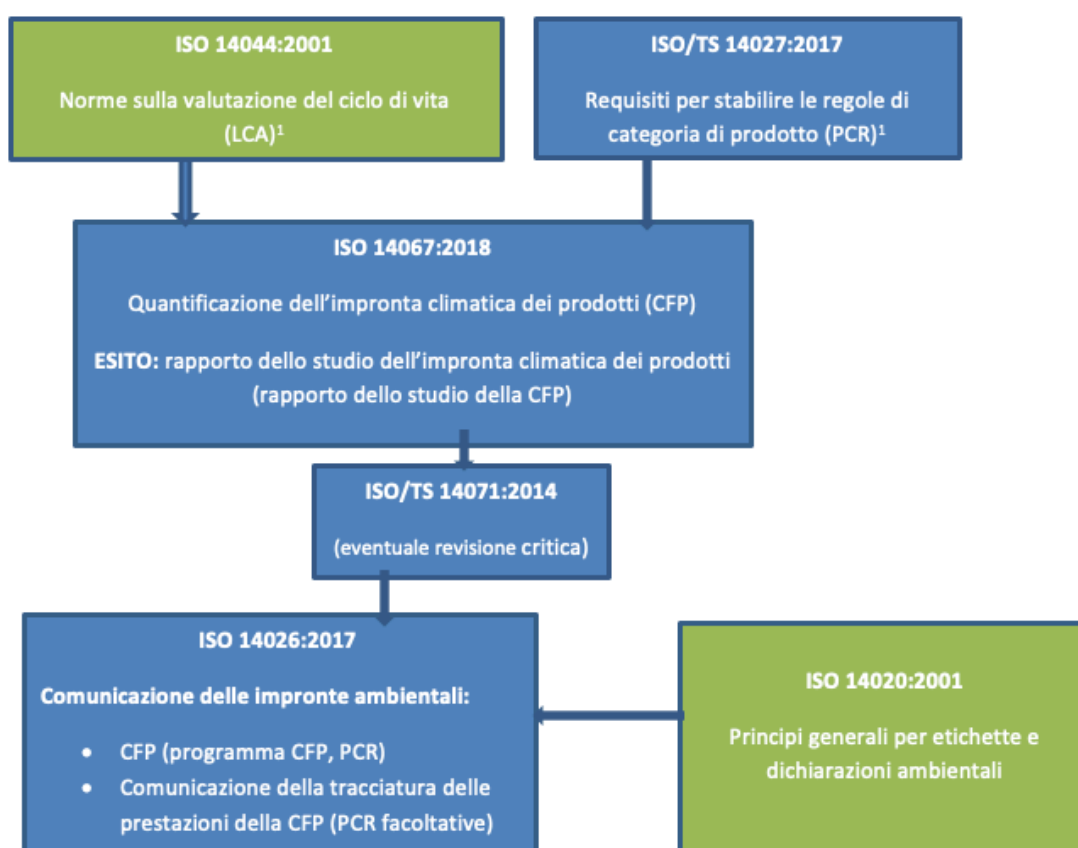 ISO 14044:2001
Norme sulla valutazione del ciclo di vita
(LCA)¹
ISO/TS 14027:2017
Requisiti per stabilire le regole di
categoria di prodotto (PCR)¹
ISO 14067:2018
Quantificazione dell’impronta climatica dei prodotti (CFP)
ESITO: rapporto dello studio dell’impronta climatica dei prodotti
(rapporto dello studio della CFP)
ISO/TS 14071:2014
(eventuale revisione critica)
ISO 14026:2017
Comunicazione delle impronte ambientali:
• CFP (programma CFP, PCR)
• Comunicazione della tracciatura delle
prestazioni della CFP (PCR facoltative)
ISO 14020:2001
Principi generali per etichette e
dichiarazioni ambientali